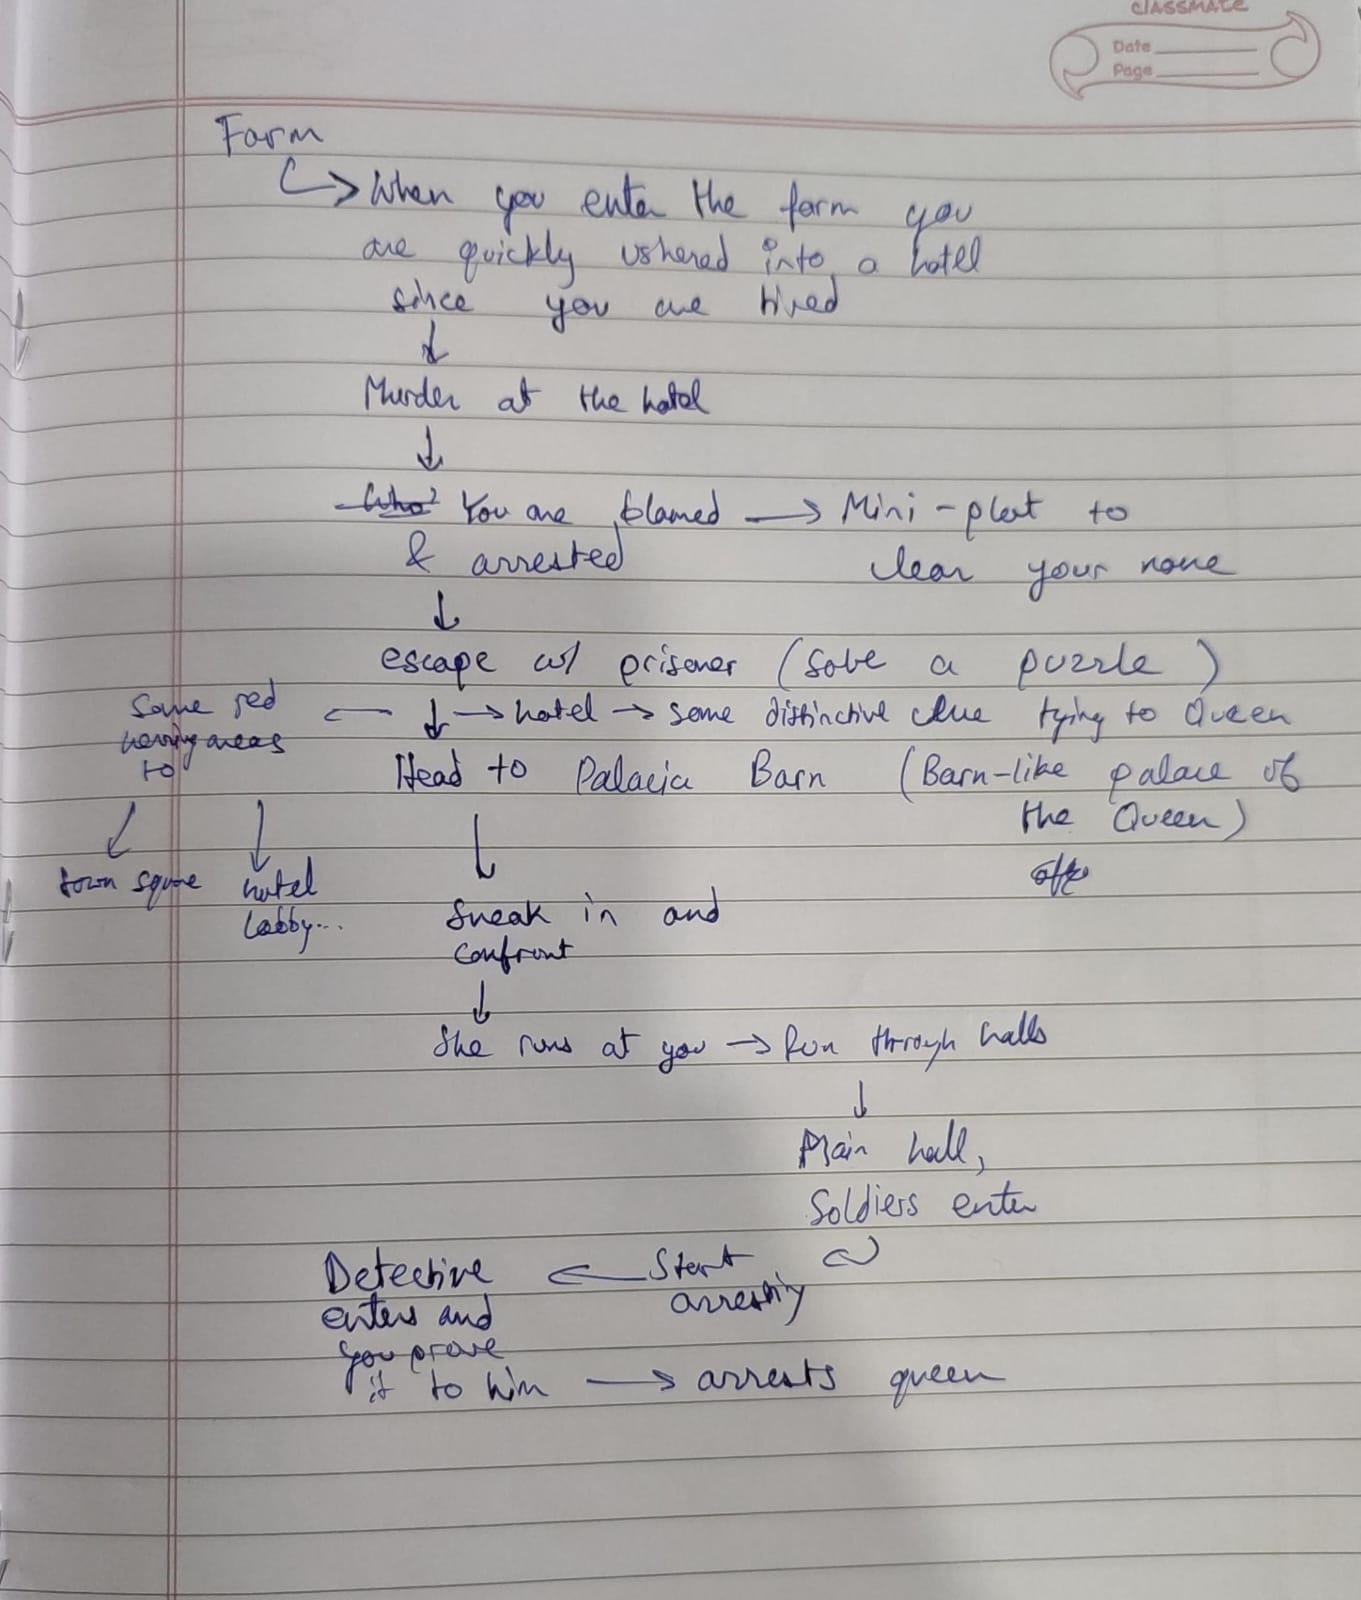 classmate
Date
Page
Farm
↳ When you enter the farm you
are quickly ushered into a hotel
since you are tired
↓
Murder at the hotel
↓
You are blamed → Mini-plot to
& arrested clear your name
↓
escape w/ prisoner (solve a puzzle)
some red ← ↓ → hotel → some distinctive clue tying to Queen
herring areas
to
Head to Palacia Barn (Barn-like palace of
the Queen)
↙ ↓ ↓
town square hotel
lobby...
Sneak in and
confront
↓
She runs at you → Run through halls
↓
Main hall,
Soldiers enter
Detective ← Start
enters and arresting
you prove
it to him → arrests queen